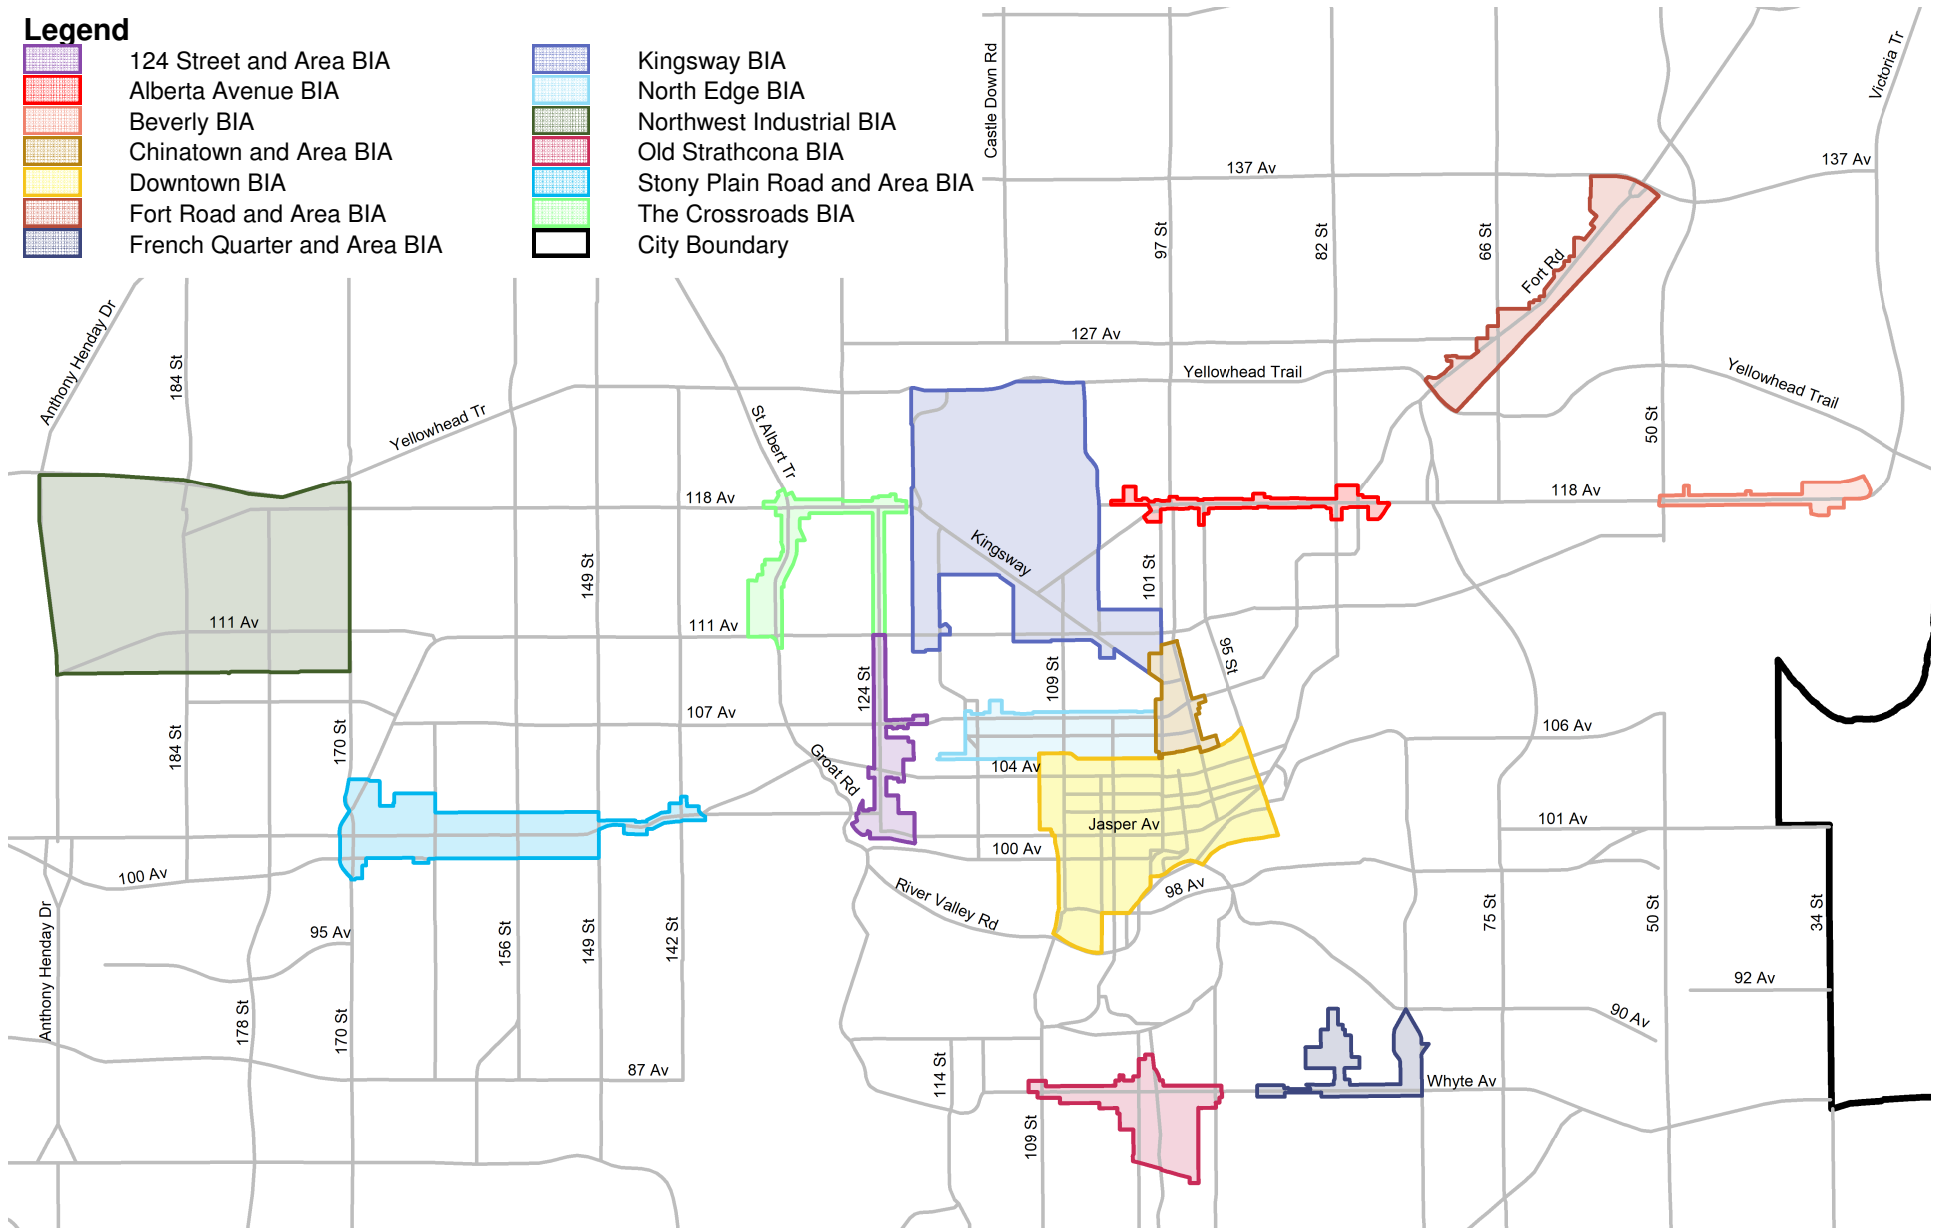 Legend
124 Street and Area BIA
Alberta Avenue BIA
Beverly BIA
Chinatown and Area BIA
Downtown BIA
Fort Road and Area BIA
French Quarter and Area BIA
Kingsway BIA
North Edge BIA
Northwest Industrial BIA
Old Strathcona BIA
Stony Plain Road and Area BIA
The Crossroads BIA
City Boundary
Castle Down Rd
Victoria Tr
137 Av
137 Av
97 St
82 St
66 St
Fort Rd
Anthony Henday Dr
184 St
127 Av
Yellowhead Trail
Yellowhead Trail
Yellowhead Tr
St Albert Tr
50 St
118 Av
118 Av
Kingsway
149 St
101 St
111 Av
111 Av
95 St
124 St
109 St
107 Av
106 Av
184 St
170 St
Groat Rd
104 Av
Jasper Av
101 Av
100 Av
100 Av
98 Av
River Valley Rd
95 Av
Anthony Henday Dr
156 St
149 St
142 St
75 St
50 St
34 St
92 Av
90 Av
178 St
170 St
87 Av
114 St
Whyte Av
109 St